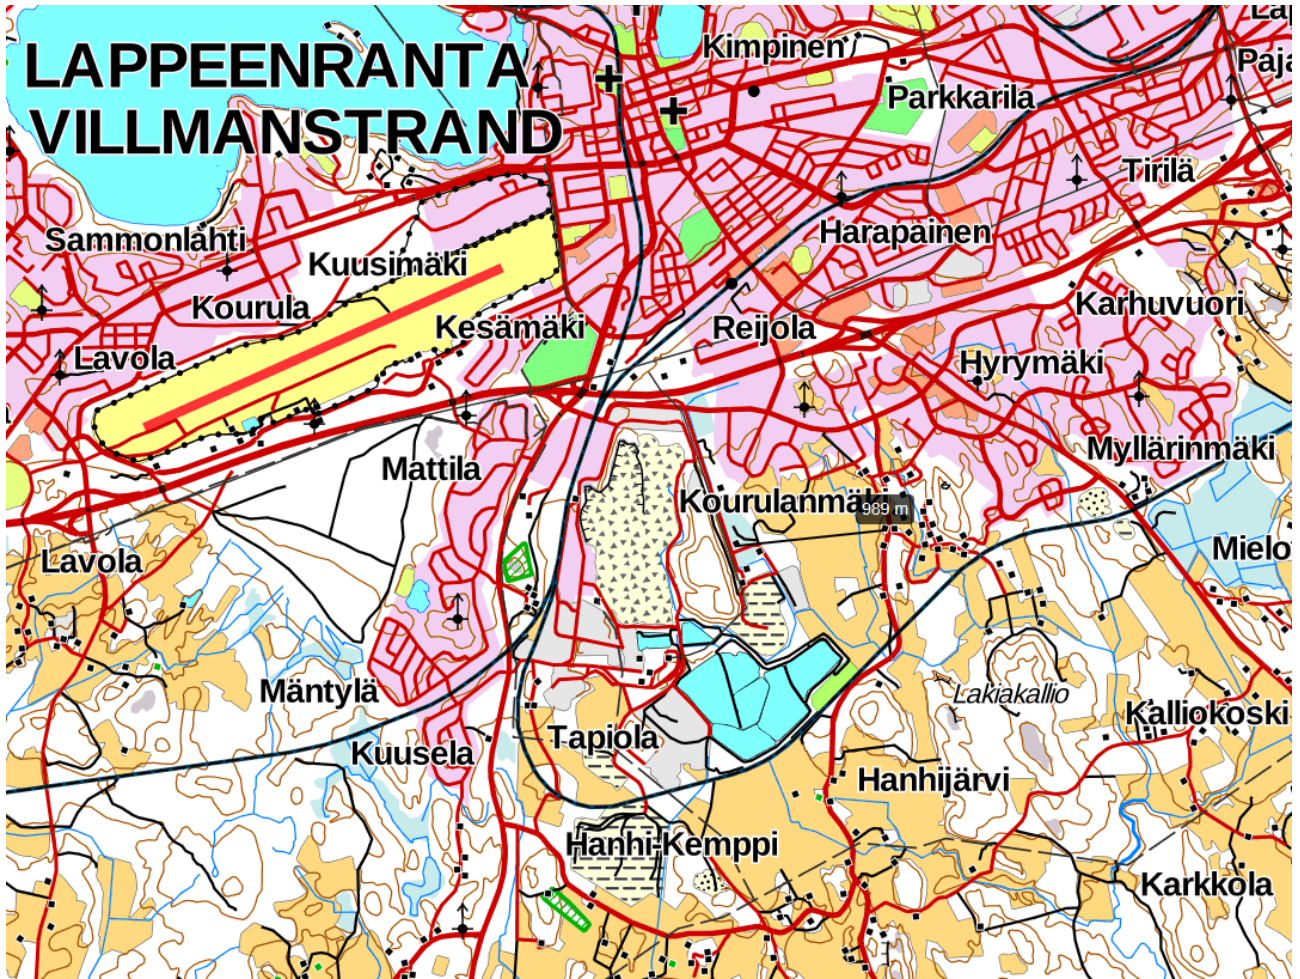 LAPPEENRANTA
VILLMANSTRAND
Kimpinen
Parkkarila
Tirilä
Sammonlahti
Kuusimäki
Harapainen
Kourula
Kesämäki
Reijola
Karhuvuori
Lavola
Hyrymäki
Mattila
Myllärinmäki
Kourulanmäki
989 m
Lavola
Mäntylä
Lakiakallio
Kalliokoski
Kuusela
Tapiola
Hanhijärvi
Hanhi-Kemppi
Karkkola